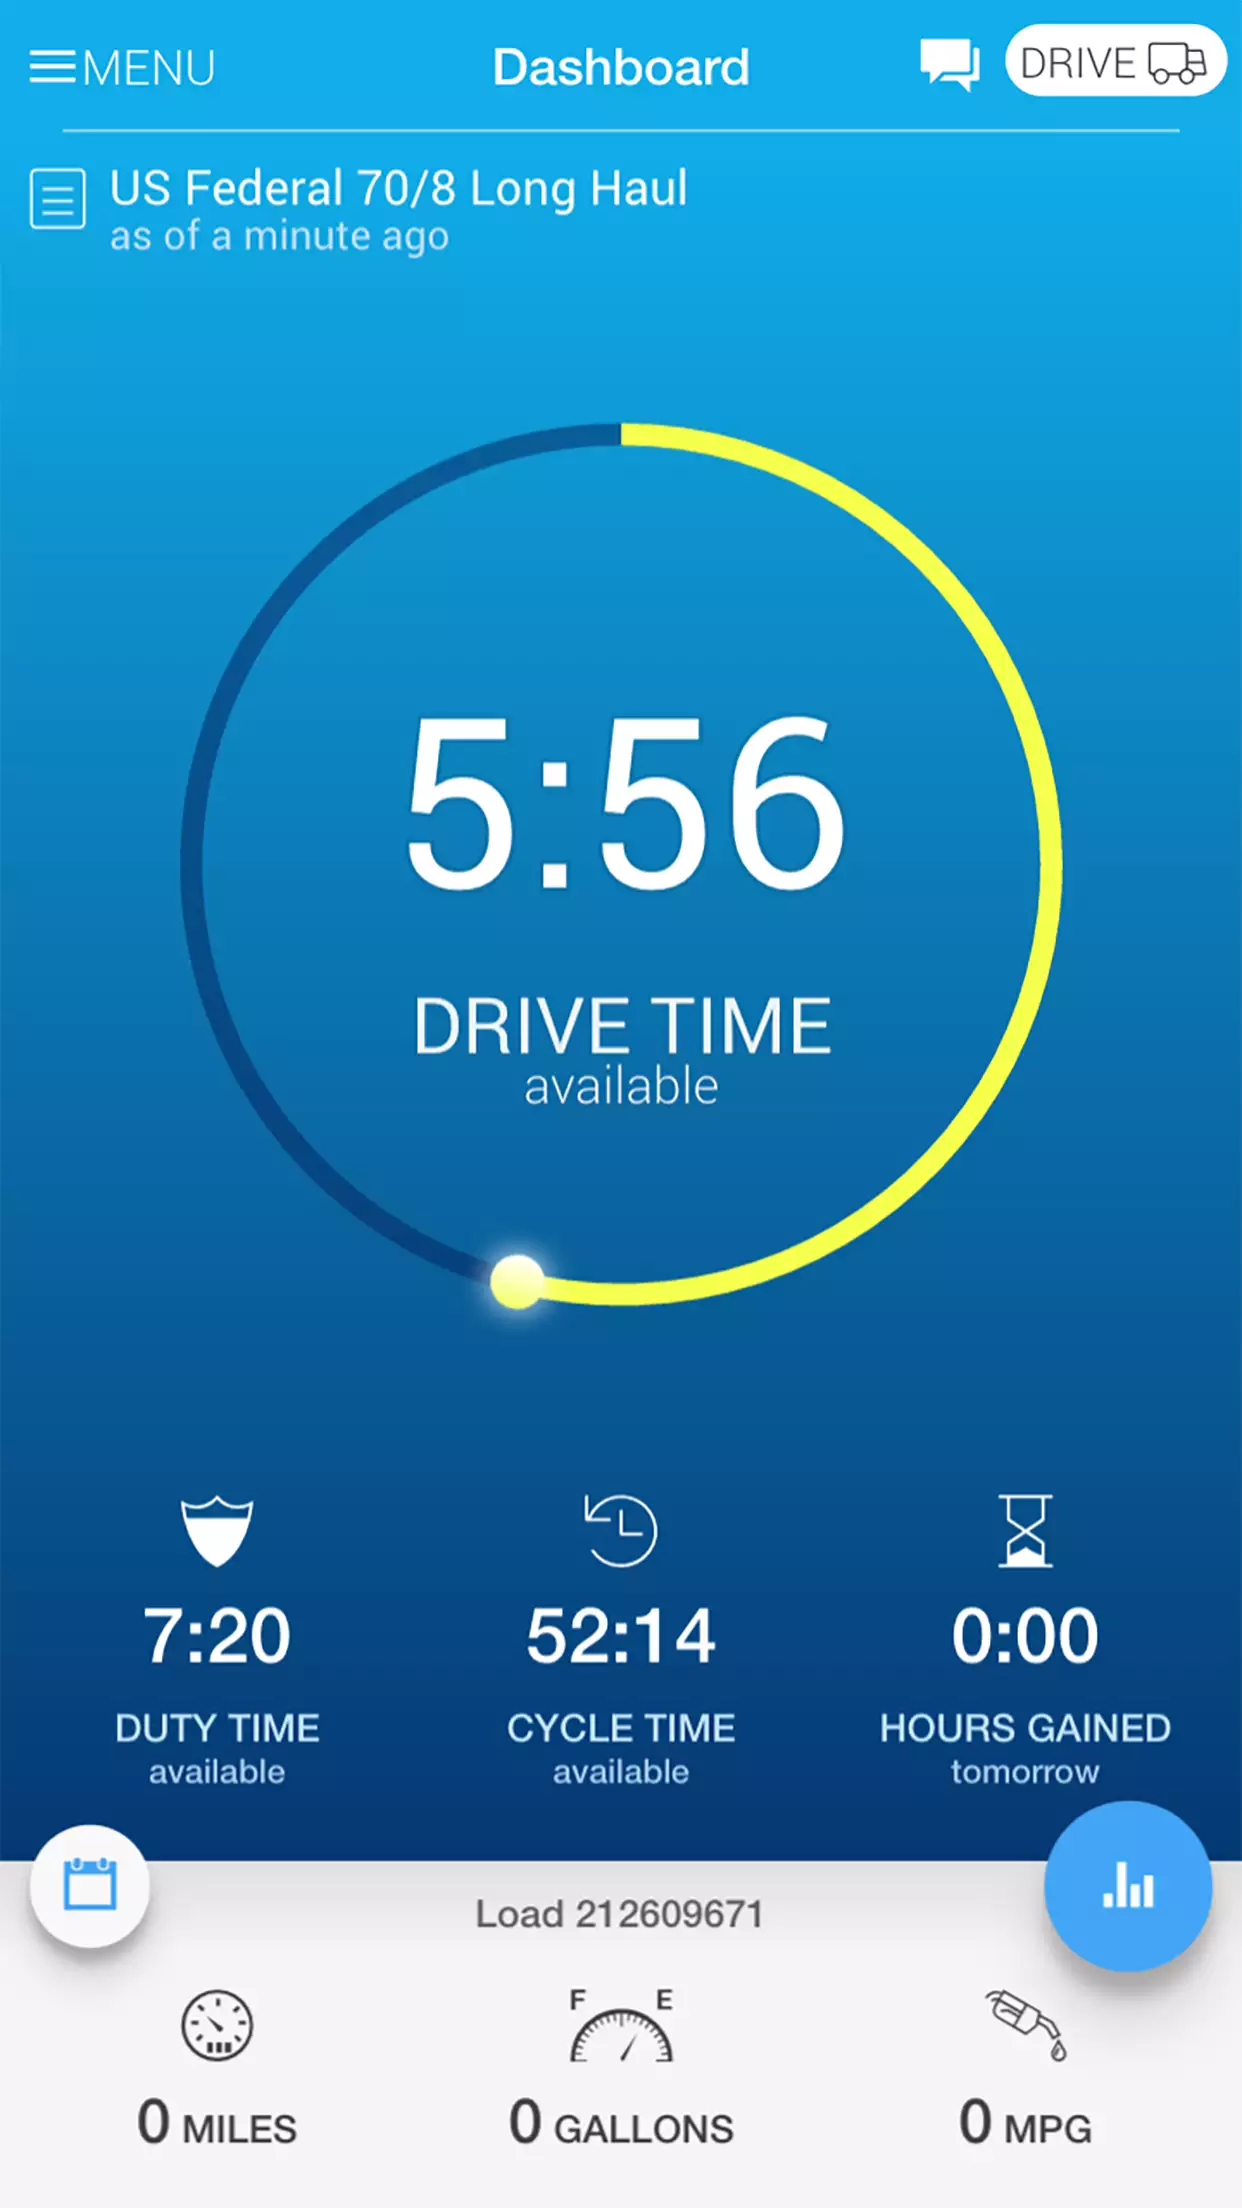 MENU
Dashboard
DRIVE
US Federal 70/8 Long Haul
as of a minute ago
5:56
DRIVE TIME
available
7:20
DUTY TIME
available
52:14
CYCLE TIME
available
0:00
HOURS GAINED
tomorrow
Load 212609671
F E
0 MILES
0 GALLONS
0 MPG